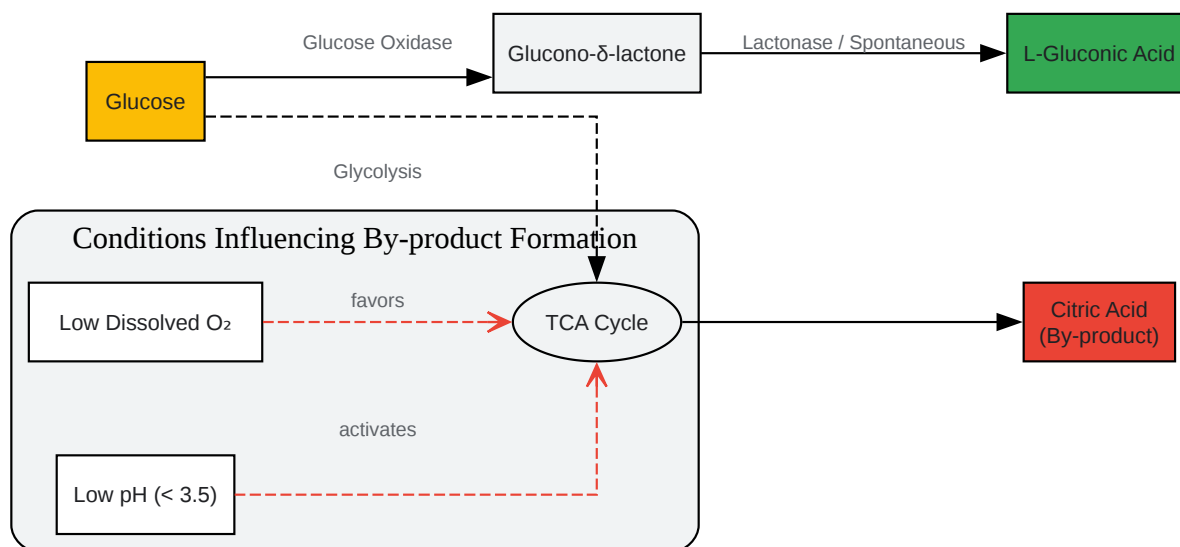 Glucose Oxidase
Glucono-δ-lactone
Lactonase / Spontaneous
L-Gluconic Acid
Glucose
Glycolysis
Conditions Influencing By-product Formation
Low Dissolved O₂
favors
TCA Cycle
Citric Acid
(By-product)
activates
Low pH (< 3.5)